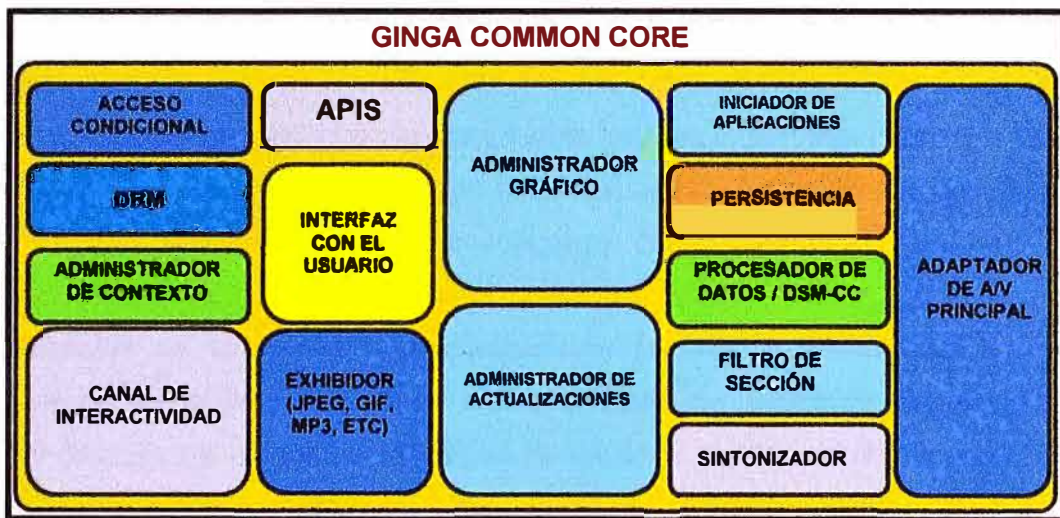 GINGA COMMON CORE
ACCESO
CONDICIONAL
DRM
ADMINISTRADOR
DE CONTEXTO
CANAL DE
INTERACTIVIDAD
APIS
INTERFAZ
CON EL
USUARIO
EXHIBIDOR
(JPEG, GIF,
MP3, ETC)
ADMINISTRADOR
GRÁFICO
ADMINISTRADOR DE
ACTUALIZACIONES
INICIADOR DE
APLICACIONES
PERSISTENCIA
PROCESADOR DE
DATOS / DSM-CC
FILTRO DE
SECCIÓN
SINTONIZADOR
ADAPTADOR
DE A/V
PRINCIPAL